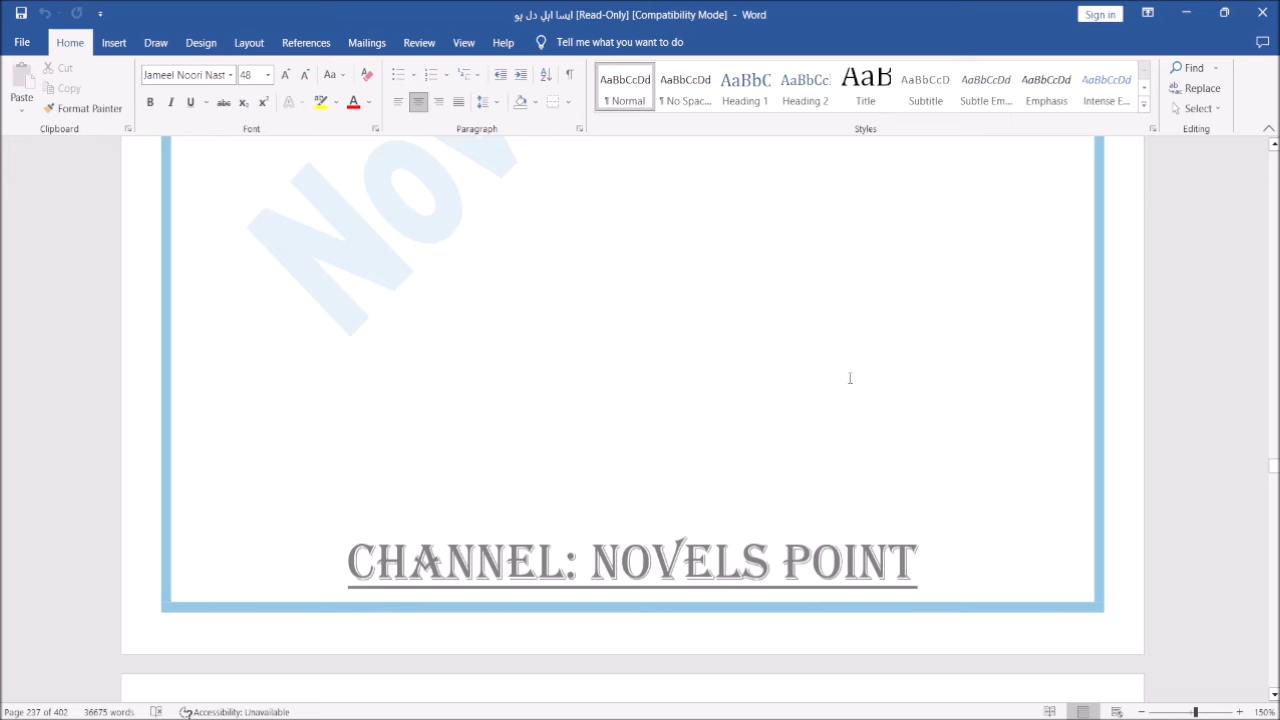 ایسا اہلِ دل ہو [Read-Only] [Compatibility Mode] - Word
Sign in
File Home Insert Draw Design Layout References Mailings Review View Help Tell me what you want to do
Paste
Cut
Copy
Format Painter
Clipboard
Jameel Noori Nast 48
Font
Paragraph
AaBbCcDd AaBbCcDd AaBbC AaBbCc AaB AaBbCcD AaBbCcDd AaBbCcDd AaBbCcDd
¶ Normal ¶ No Spac... Heading 1 Heading 2 Title Subtitle Subtle Em... Emphasis Intense E...
Styles
Find
Replace
Select
Editing
Nov
CHANNEL: NOVELS POINT
Page 237 of 402 36675 words Accessibility: Unavailable 150%